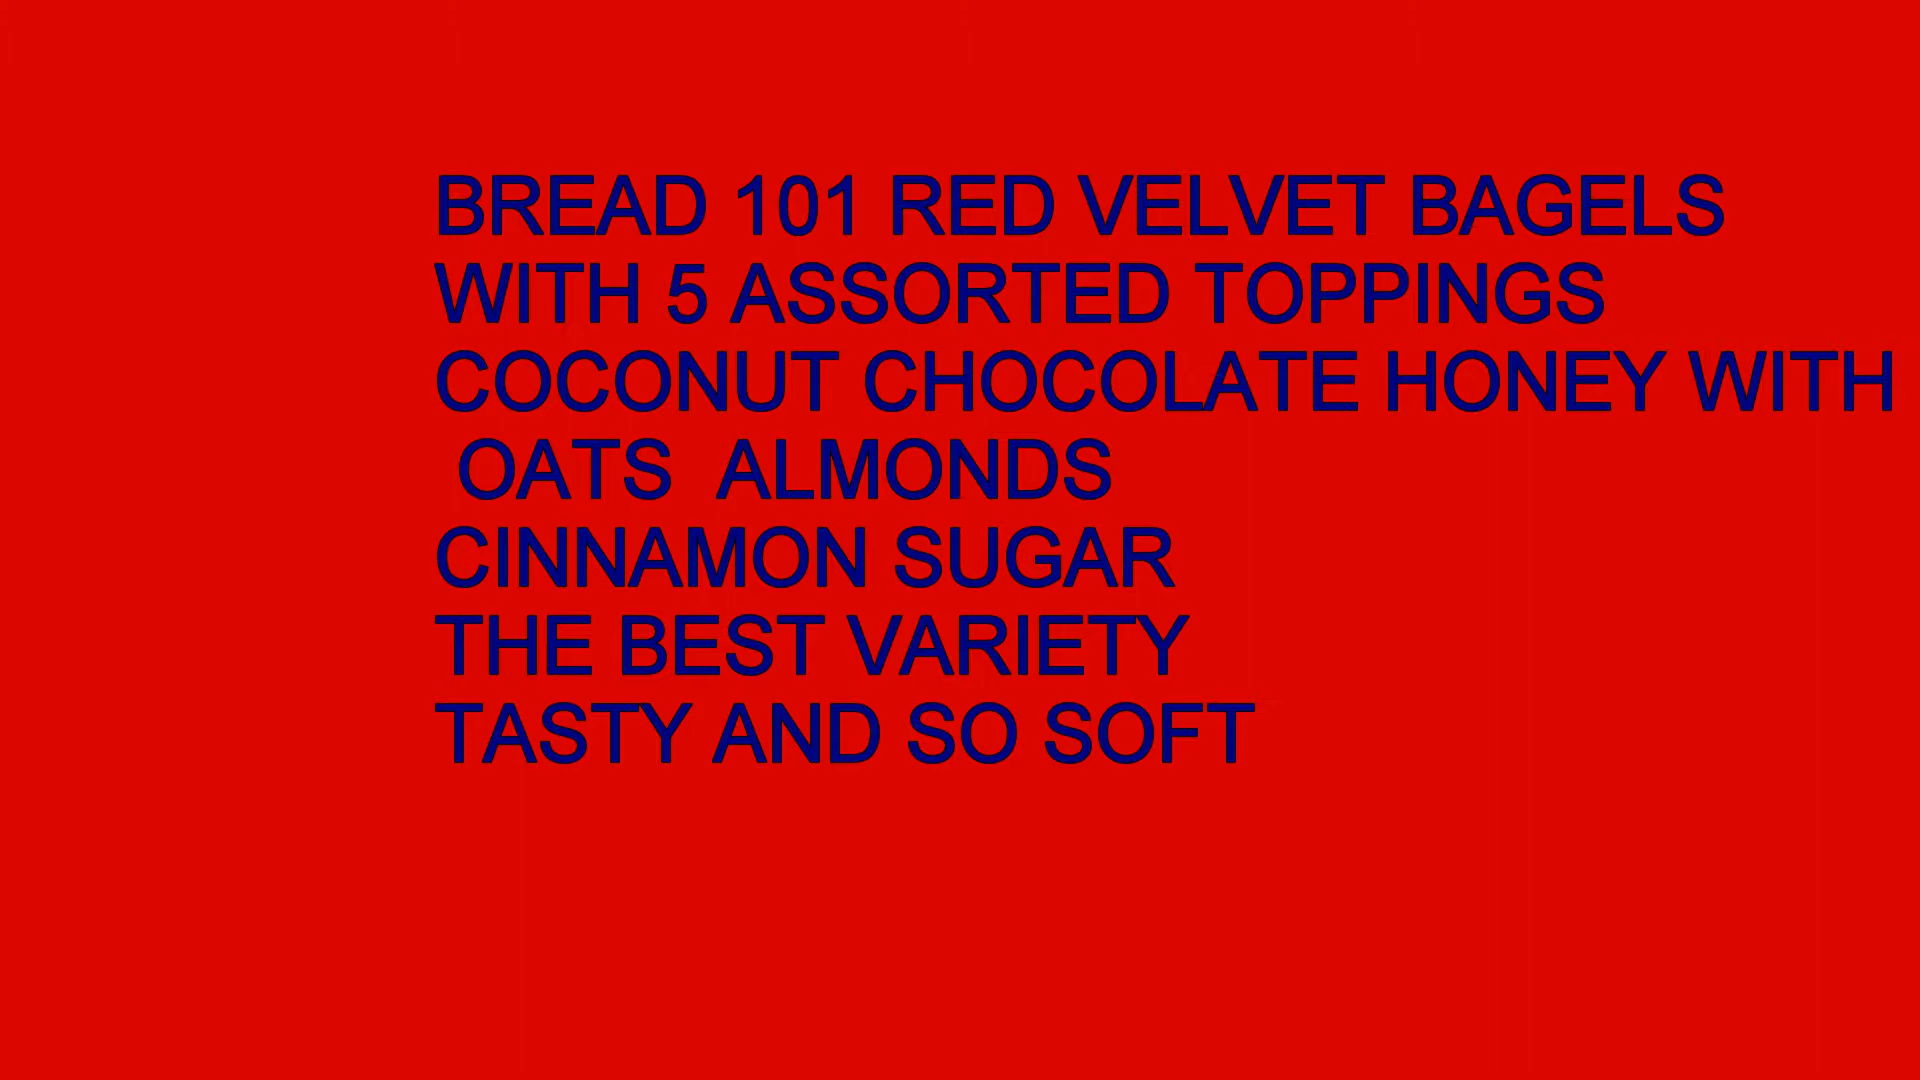 BREAD 101 RED VELVET BAGELS
WITH 5 ASSORTED TOPPINGS
COCONUT CHOCOLATE HONEY WITH
OATS  ALMONDS
CINNAMON SUGAR
THE BEST VARIETY
TASTY AND SO SOFT